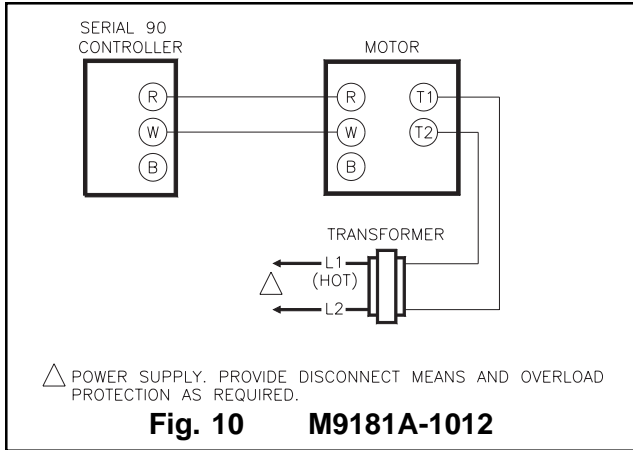 SERIAL 90
CONTROLLER
MOTOR
R
W
B
R
W
B
T1
T2
TRANSFORMER
L1
(HOT)
L2
POWER SUPPLY. PROVIDE DISCONNECT MEANS AND OVERLOAD
PROTECTION AS REQUIRED.
Fig. 10 M9181A-1012